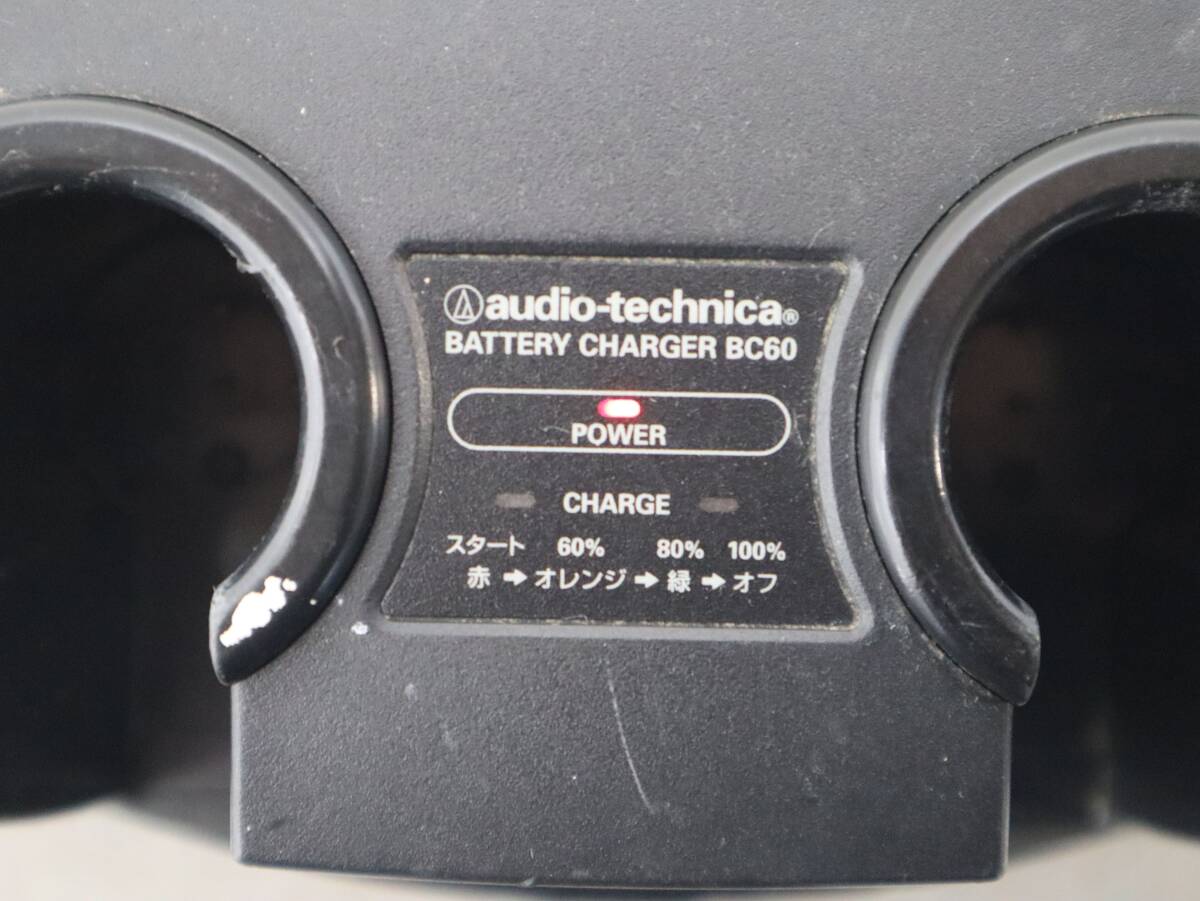 audio-technica®
BATTERY CHARGER BC60
POWER
CHARGE
スタート 60% 80% 100%
赤 ➡ オレンジ ➡ 緑 ➡ オフ